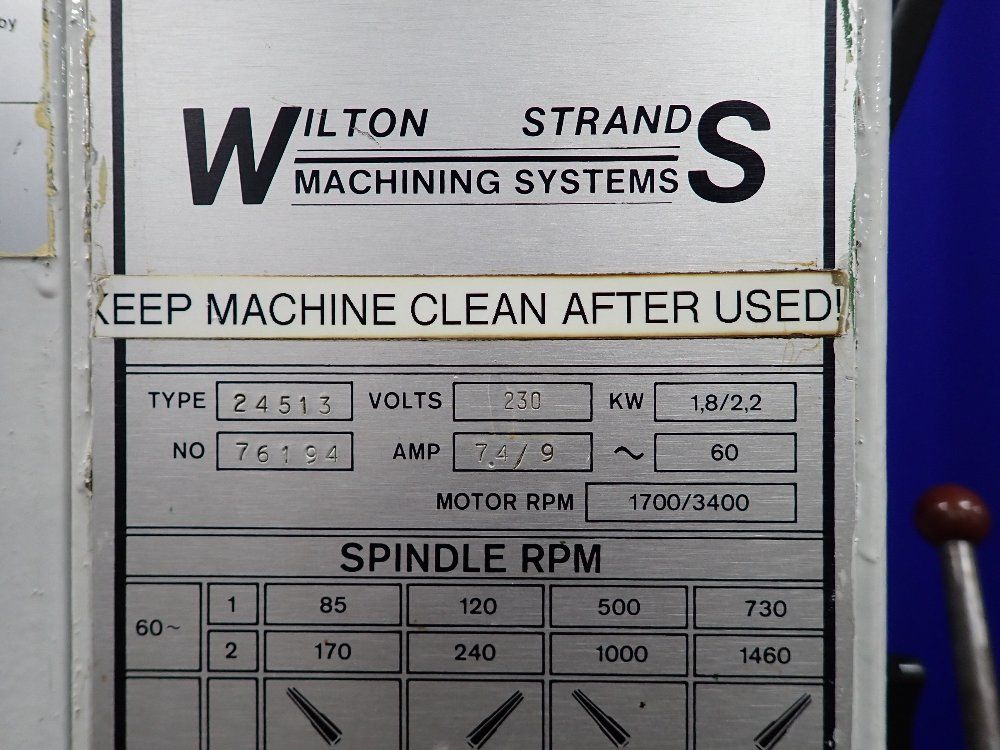 by
WILTON STRANDS
MACHINING SYSTEMS
KEEP MACHINE CLEAN AFTER USED!
TYPE 24513 VOLTS 230 KW 1,8/2,2
NO 76194 AMP 7.4/9 ~ 60
MOTOR RPM 1700/3400
SPINDLE RPM
60~ 1 85 120 500 730
2 170 240 1000 1460